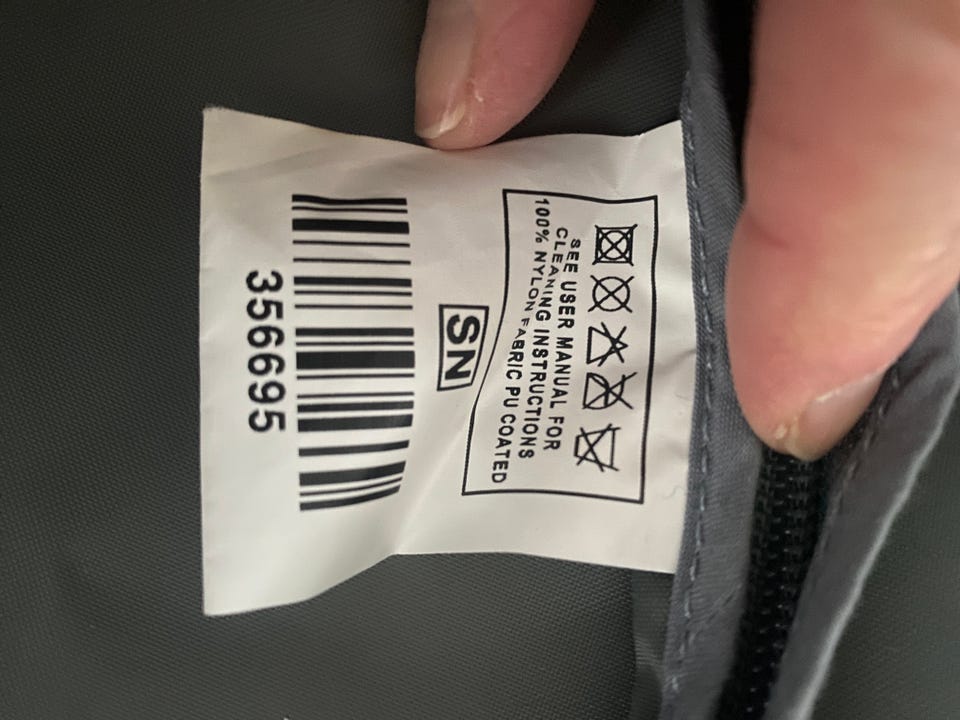 SEE USER MANUAL FOR
CLEANING INSTRUCTIONS
100% NYLON FABRIC PU COATED
SN
356695